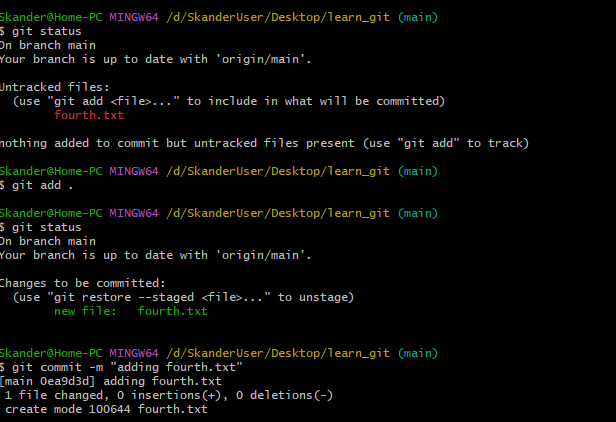 Skander@Home-PC MINGW64 /d/SkanderUser/Desktop/learn_git (main)
$ git status
On branch main
Your branch is up to date with 'origin/main'.
Untracked files:
(use "git add <file>..." to include in what will be committed)
fourth.txt
nothing added to commit but untracked files present (use "git add" to track)
Skander@Home-PC MINGW64 /d/SkanderUser/Desktop/learn_git (main)
$ git add .
Skander@Home-PC MINGW64 /d/SkanderUser/Desktop/learn_git (main)
$ git status
On branch main
Your branch is up to date with 'origin/main'.
Changes to be committed:
(use "git restore --staged <file>..." to unstage)
new file:   fourth.txt
Skander@Home-PC MINGW64 /d/SkanderUser/Desktop/learn_git (main)
$ git commit -m "adding fourth.txt"
[main 0ea9d3d] adding fourth.txt
1 file changed, 0 insertions(+), 0 deletions(-)
create mode 100644 fourth.txt